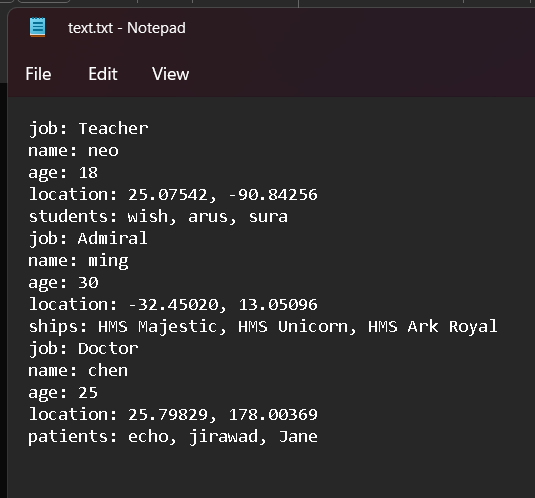 text.txt - Notepad
File Edit View
job: Teacher
name: neo
age: 18
location: 25.07542, -90.84256
students: wish, arus, sura
job: Admiral
name: ming
age: 30
location: -32.45020, 13.05096
ships: HMS Majestic, HMS Unicorn, HMS Ark Royal
job: Doctor
name: chen
age: 25
location: 25.79829, 178.00369
patients: echo, jirawad, Jane